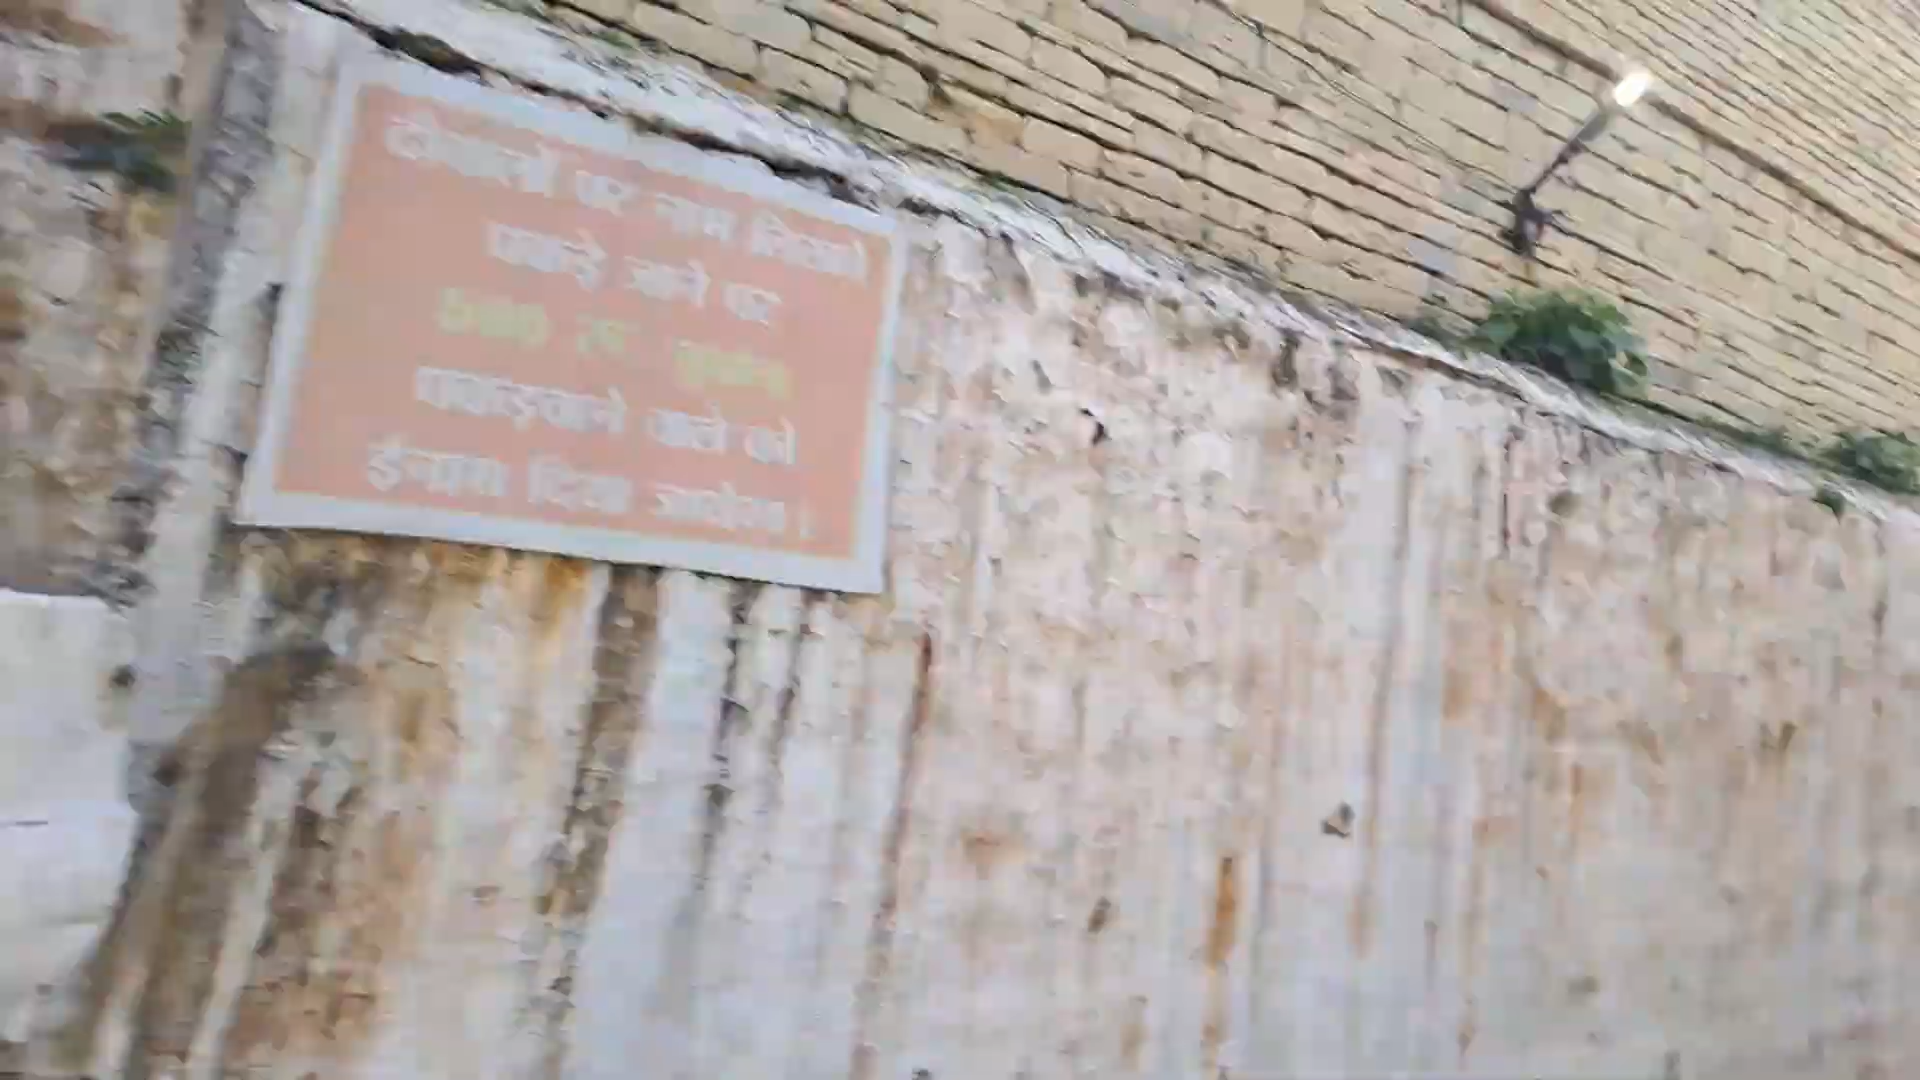 दीवारों पर नाम लिखते
पकड़े जाने पर
पकड़वाने वाले को
ईनाम दिया जायेगा।